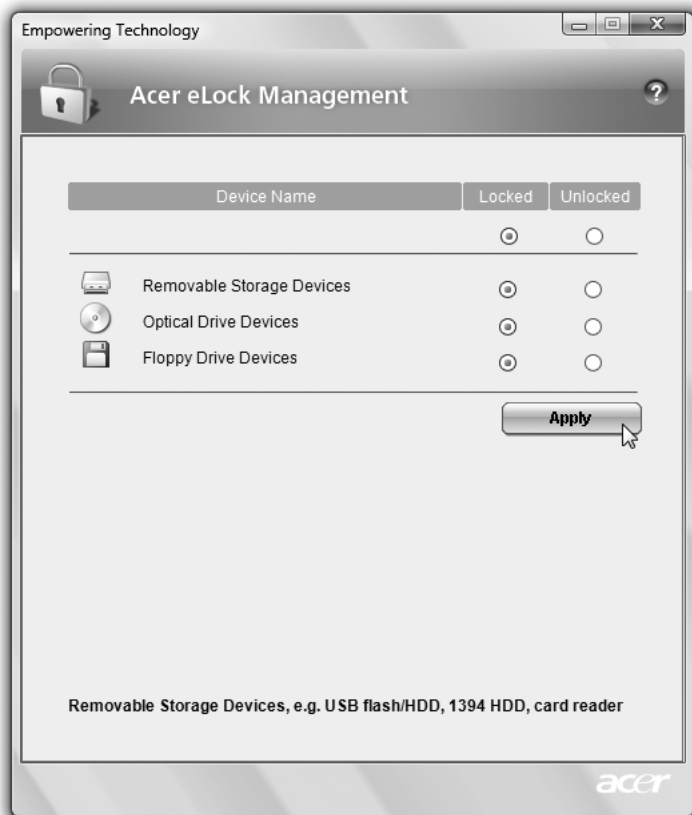 Empowering Technology
Acer eLock Management
?
Device Name Locked Unlocked
Removable Storage Devices
Optical Drive Devices
Floppy Drive Devices
Apply
Removable Storage Devices, e.g. USB flash/HDD, 1394 HDD, card reader
acer